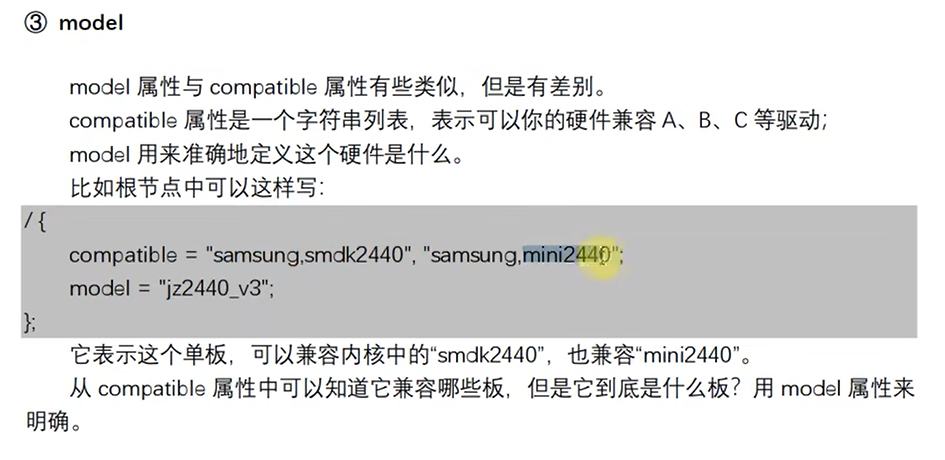 ③ model
model 属性与 compatible 属性有些类似，但是有差别。
compatible 属性是一个字符串列表，表示可以你的硬件兼容 A、B、C 等驱动；
model 用来准确地定义这个硬件是什么。
比如根节点中可以这样写：
/ {
compatible = "samsung,smdk2440", "samsung,mini2440";
model = "jz2440_v3";
};
它表示这个单板，可以兼容内核中的“smdk2440”，也兼容“mini2440”。
从 compatible 属性中可以知道它兼容哪些板，但是它到底是什么板？用 model 属性来
明确。